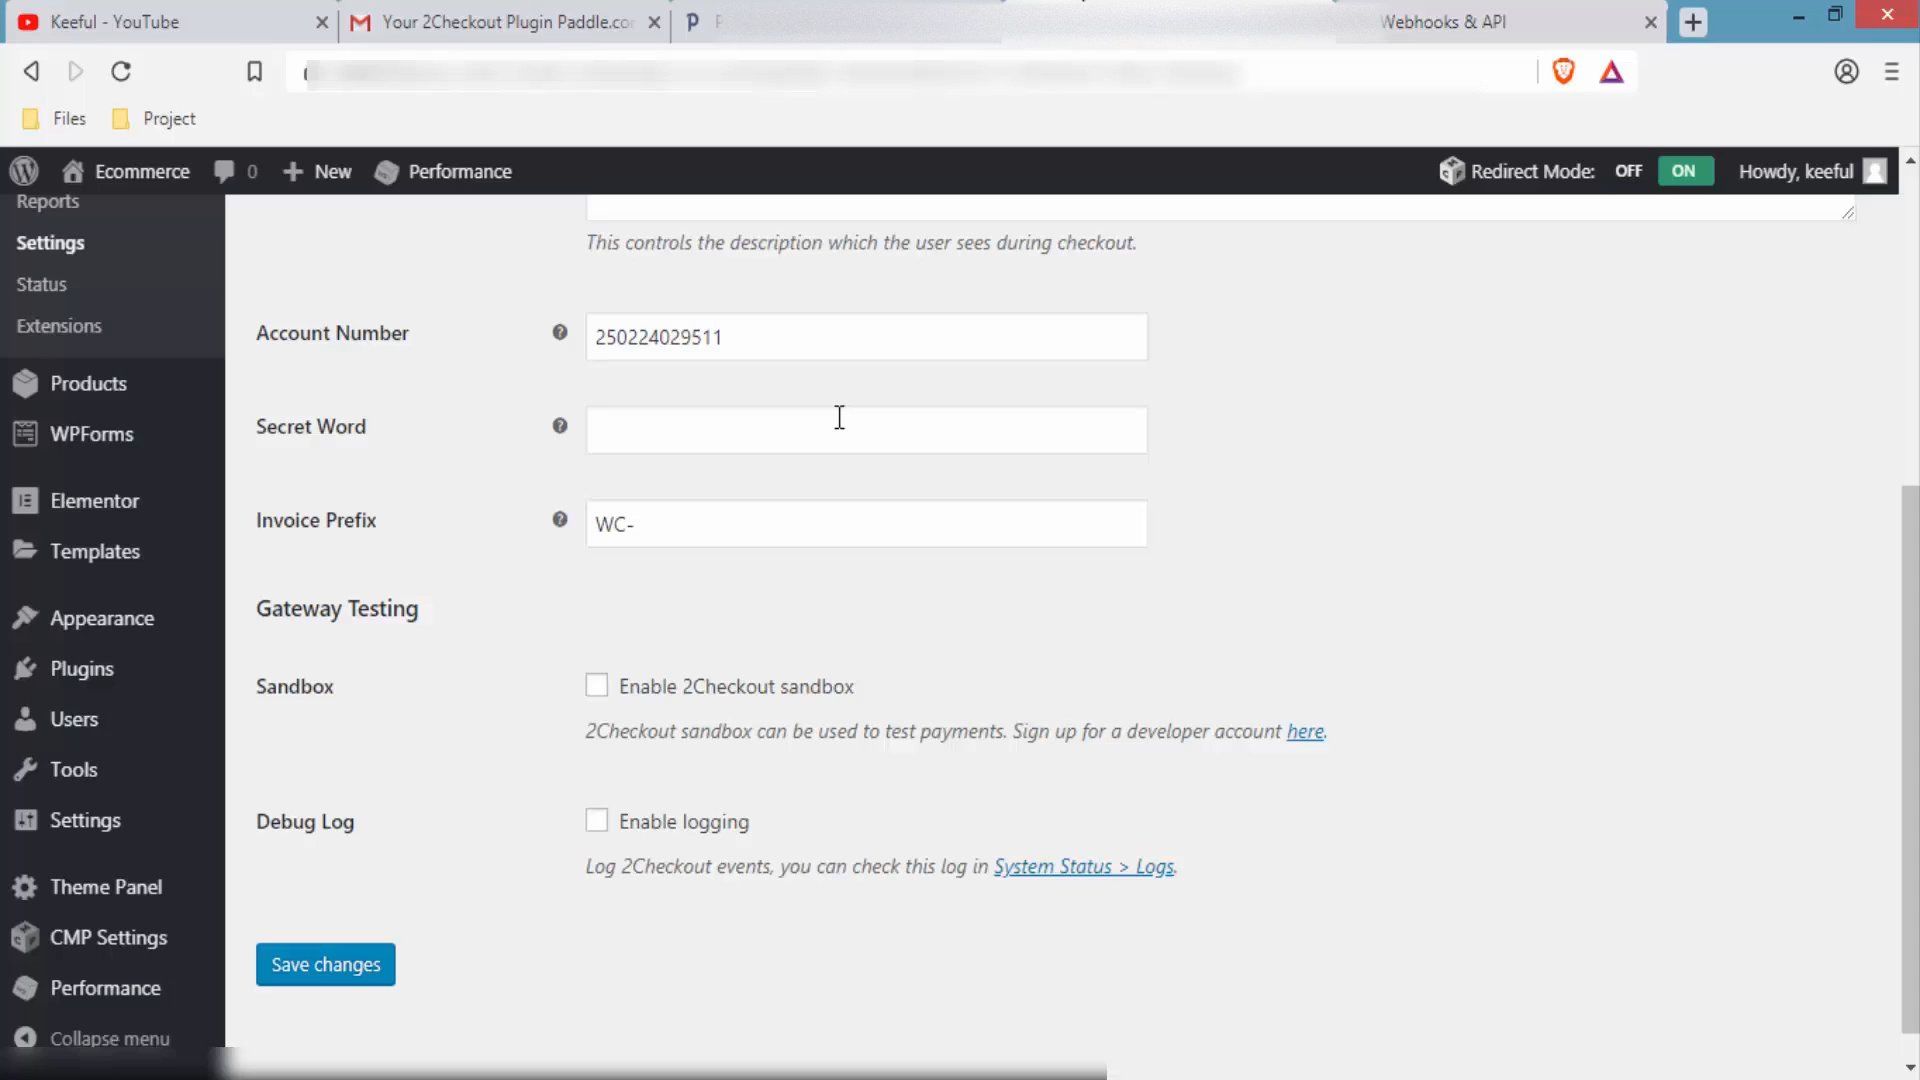 Keeful - YouTube
Your 2Checkout Plugin Paddle.co
Webhooks & API
Files
Project
Ecommerce
0
New
Performance
Redirect Mode:
OFF
ON
Howdy, keeful
Reports
Settings
Status
Extensions
Products
WPForms
Elementor
Templates
Appearance
Plugins
Users
Tools
Settings
Theme Panel
CMP Settings
Performance
Collapse menu
This controls the description which the user sees during checkout.
Account Number
250224029511
Secret Word
Invoice Prefix
WC-
Gateway Testing
Sandbox
Enable 2Checkout sandbox
2Checkout sandbox can be used to test payments. Sign up for a developer account here.
Debug Log
Enable logging
Log 2Checkout events, you can check this log in System Status > Logs.
Save changes